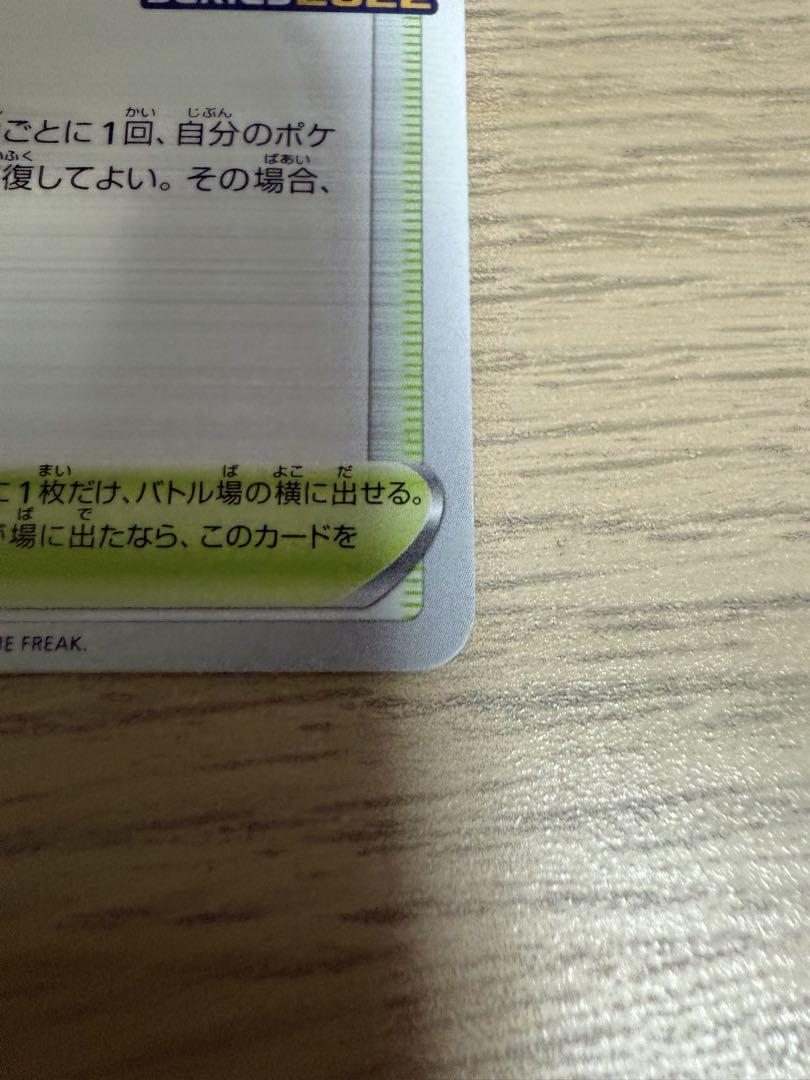 SERIES2022
ごとに1回、自分のポケ
復してよい。その場合、
に1枚だけ、バトル場の横に出せる。
場に出たなら、このカードを
FREAK.